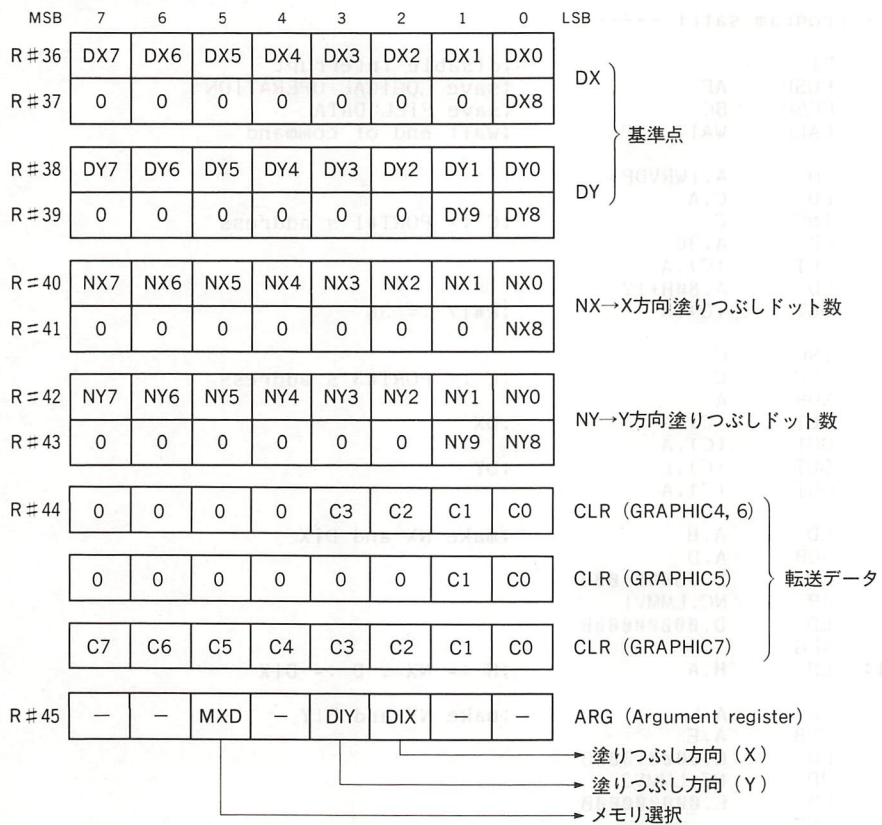 MSB 7 6 5 4 3 2 1 0 LSB
R#36 DX7 DX6 DX5 DX4 DX3 DX2 DX1 DX0
R#37 0 0 0 0 0 0 0 DX8
DX
基準点
R#38 DY7 DY6 DY5 DY4 DY3 DY2 DY1 DY0
R#39 0 0 0 0 0 0 DY9 DY8
DY
R#40 NX7 NX6 NX5 NX4 NX3 NX2 NX1 NX0
R#41 0 0 0 0 0 0 0 NX8
NX→X方向塗りつぶしドット数
R#42 NY7 NY6 NY5 NY4 NY3 NY2 NY1 NY0
R#43 0 0 0 0 0 0 NY9 NY8
NY→Y方向塗りつぶしドット数
R#44 0 0 0 0 C3 C2 C1 C0 CLR (GRAPHIC4, 6)
0 0 0 0 0 0 C1 C0 CLR (GRAPHIC5) 転送データ
C7 C6 C5 C4 C3 C2 C1 C0 CLR (GRAPHIC7)
R#45 — — MXD — DIY DIX — — ARG (Argument register)
塗りつぶし方向 (X)
塗りつぶし方向 (Y)
メモリ選択